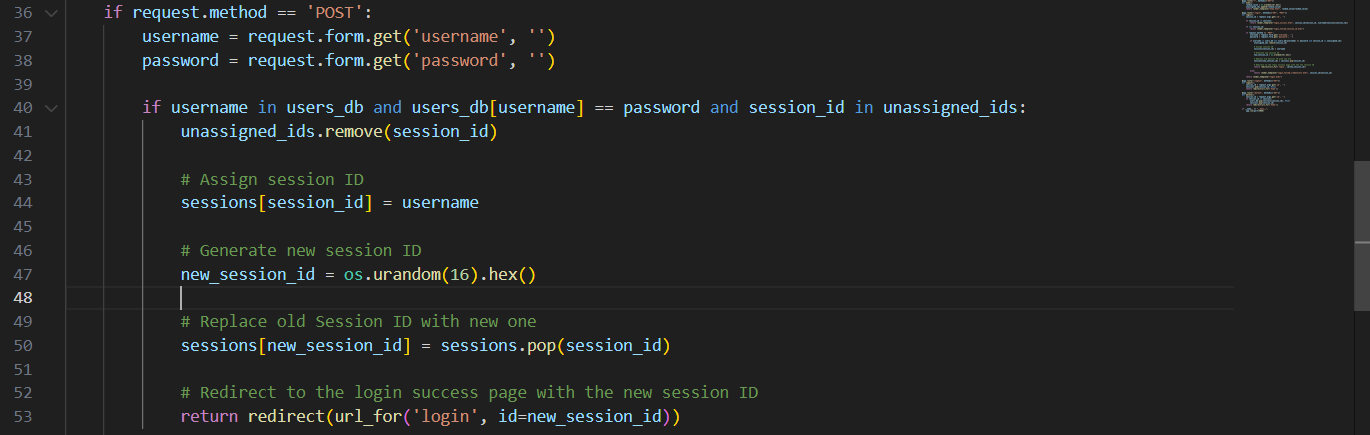 36 if request.method == 'POST':
37 username = request.form.get('username', '')
38 password = request.form.get('password', '')
39
40 if username in users_db and users_db[username] == password and session_id in unassigned_ids:
41 unassigned_ids.remove(session_id)
42
43 # Assign session ID
44 sessions[session_id] = username
45
46 # Generate new session ID
47 new_session_id = os.urandom(16).hex()
48
49 # Replace old Session ID with new one
50 sessions[new_session_id] = sessions.pop(session_id)
51
52 # Redirect to the login success page with the new session ID
53 return redirect(url_for('login', id=new_session_id))